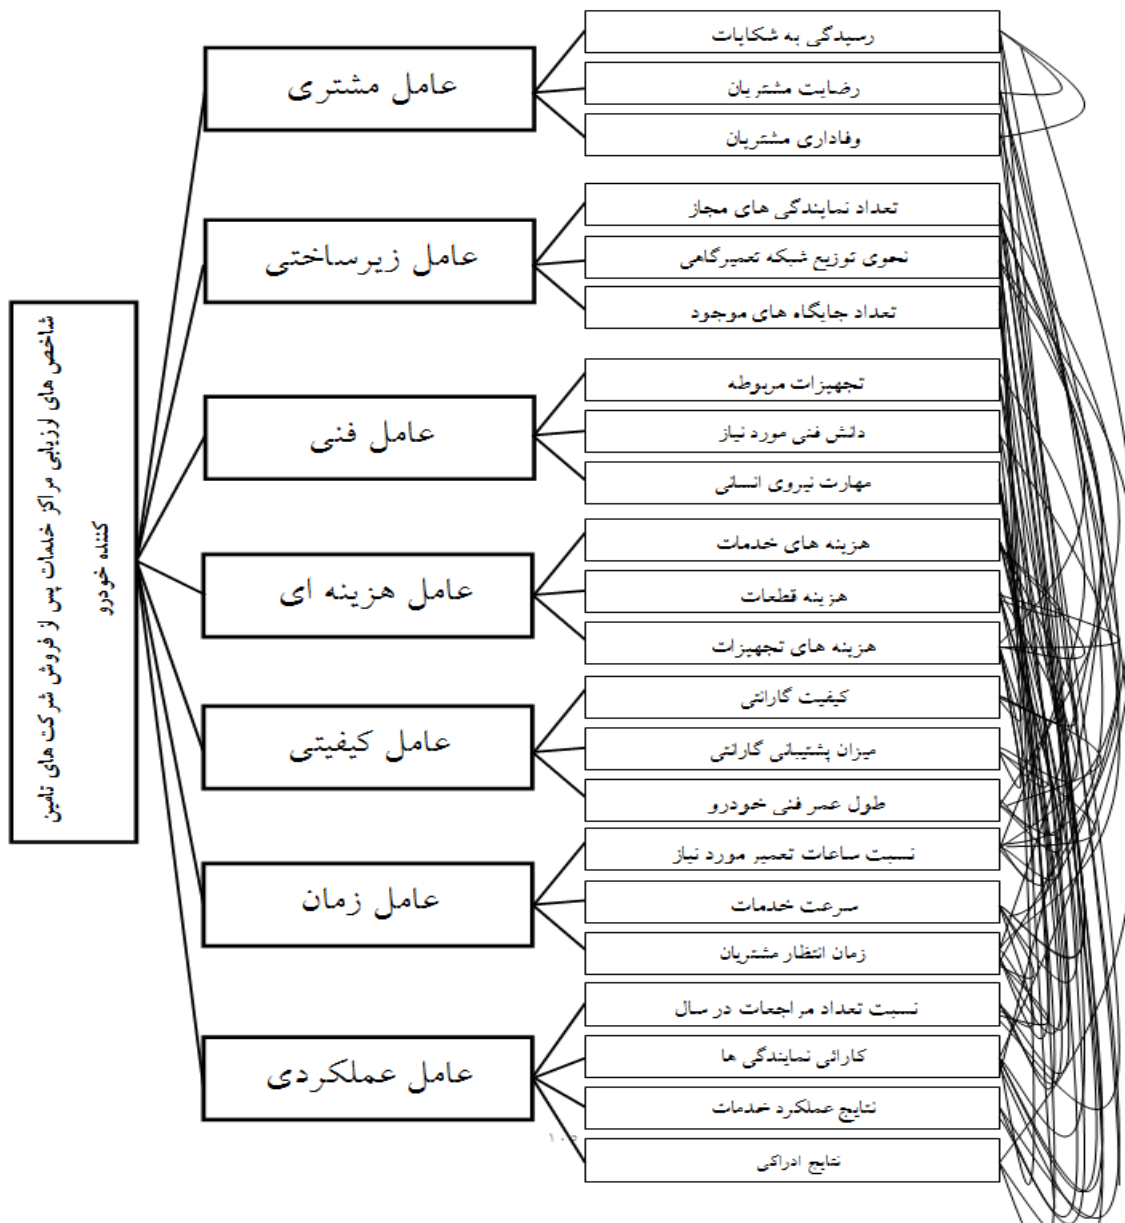 شاخص های ارزیابی مراکز خدمات پس از فروش شرکت های تامین
کننده خودرو
عامل مشتری
رسیدگی به شکایات
رضایت مشتریان
وفاداری مشتریان
عامل زیرساختی
تعداد نمایندگی های مجاز
نحوی توزیع شبکه تعمیرگاهی
تعداد جایگاه های موجود
عامل فنی
تجهیزات مربوطه
دانش فنی مورد نیاز
مهارت نیروی انسانی
عامل هزینه ای
هزینه های خدمات
هزینه قطعات
هزینه های تجهیزات
عامل کیفیتی
کیفیت گارانتی
میزان پشتیبانی گارانتی
طول عمر فنی خودرو
عامل زمان
نسبت ساعات تعمیر مورد نیاز
سرعت خدمات
زمان انتظار مشتریان
عامل عملکردی
نسبت تعداد مراجعات در سال
کارائی نمایندگی ها
نتایج عملکرد خدمات
نتایج ادراکی